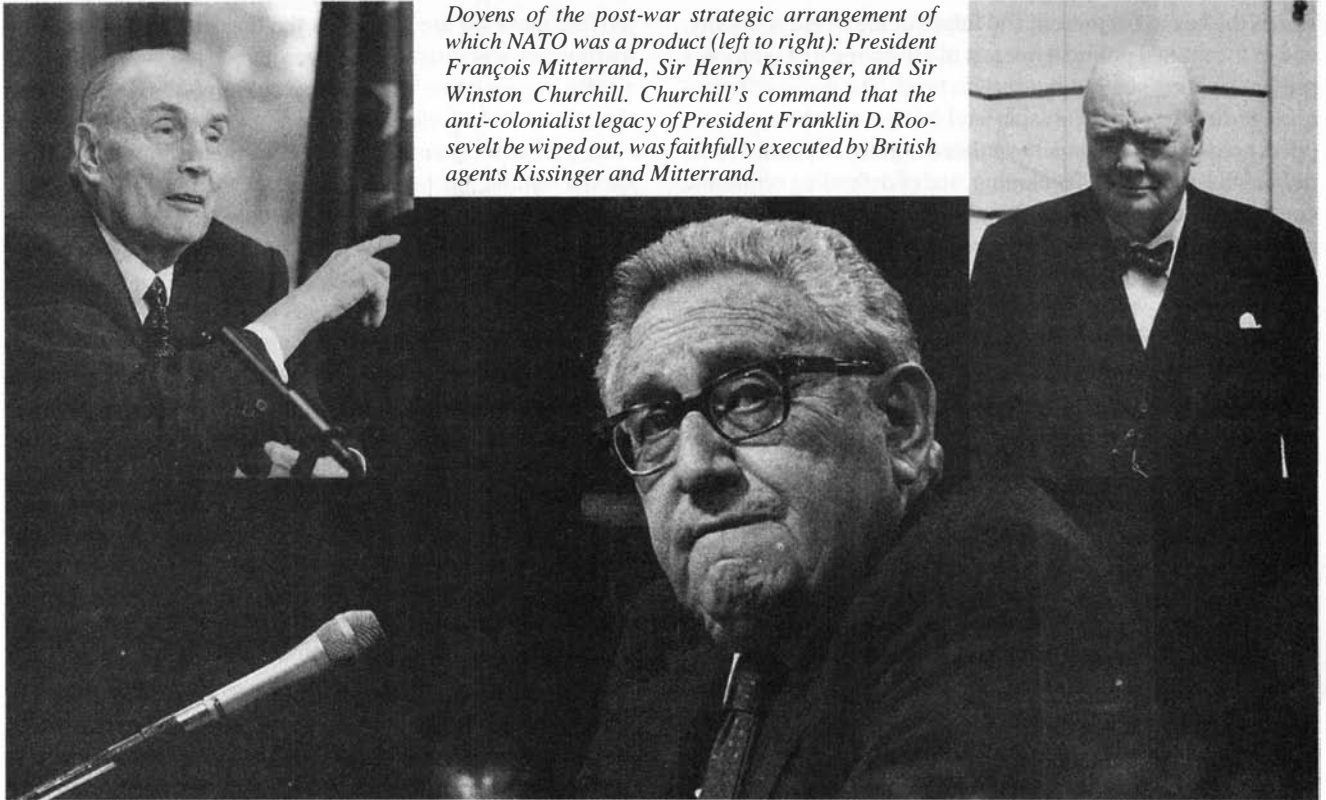 Doyens of the post-war strategic arrangement of
which NATO was a product (left to right): President
François Mitterrand, Sir Henry Kissinger, and Sir
Winston Churchill. Churchill's command that the
anti-colonialist legacy of President Franklin D. Roo-
sevelt be wiped out, was faithfully executed by British
agents Kissinger and Mitterrand.